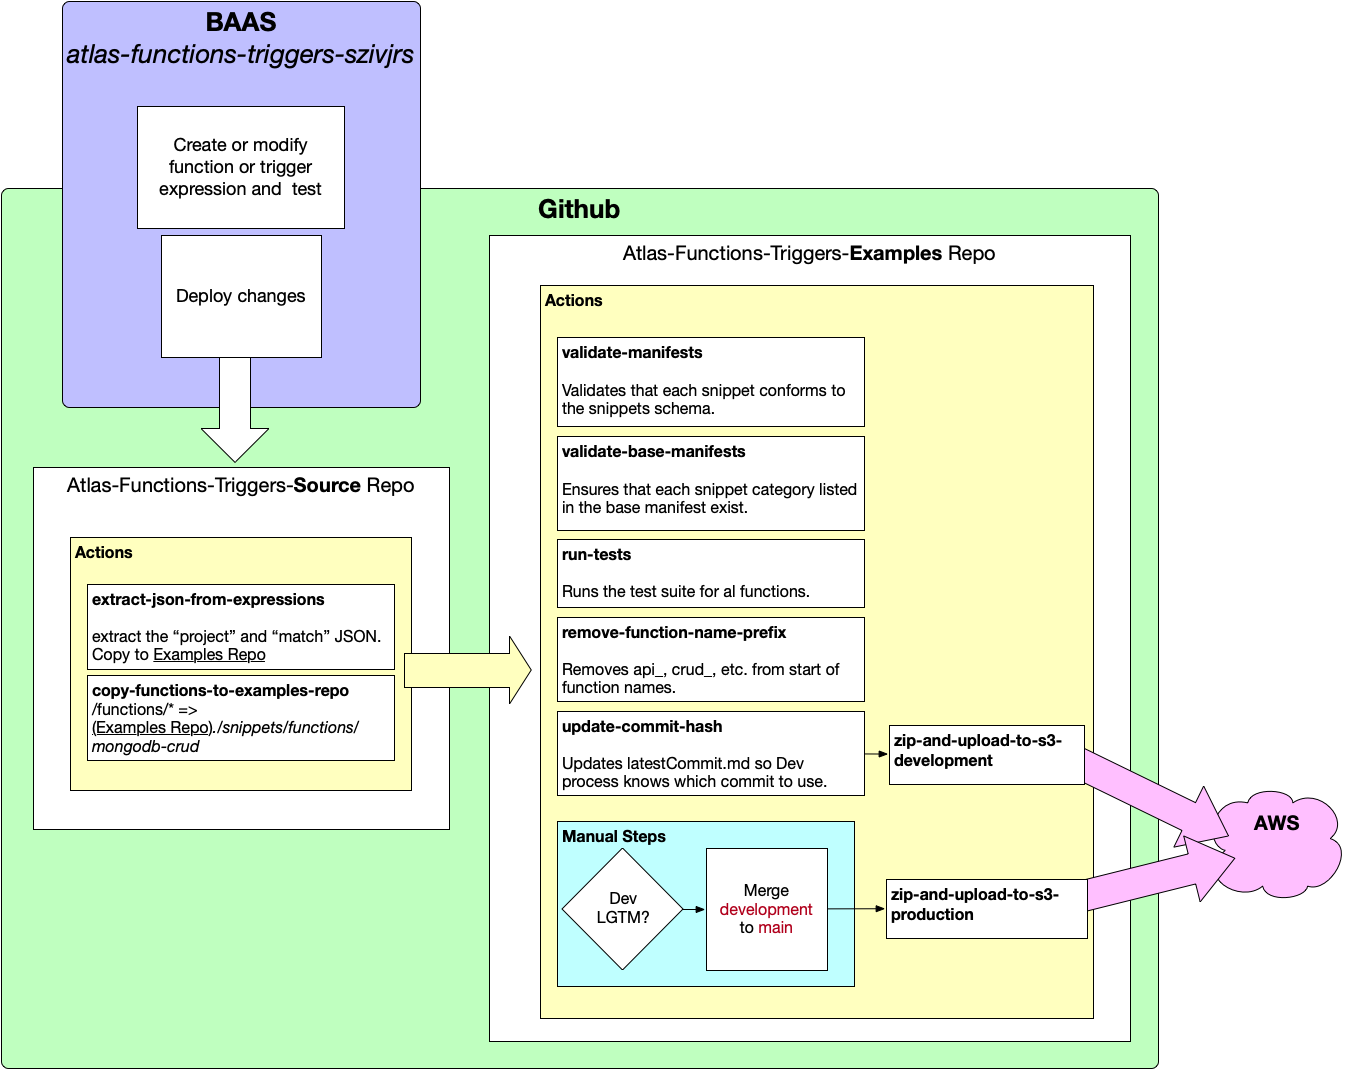 BAAS
atlas-functions-triggers-szivjrs
Create or modify
function or trigger
expression and test
Deploy changes
Github
Atlas-Functions-Triggers-Source Repo
Actions
extract-json-from-expressions
extract the “project” and “match” JSON.
Copy to Examples Repo
copy-functions-to-examples-repo
/functions/* =>
(Examples Repo)./snippets/functions/
mongodb-crud
Atlas-Functions-Triggers-Examples Repo
Actions
validate-manifests
Validates that each snippet conforms to
the snippets schema.
validate-base-manifests
Ensures that each snippet category listed
in the base manifest exist.
run-tests
Runs the test suite for al functions.
remove-function-name-prefix
Removes api_, crud_, etc. from start of
function names.
update-commit-hash
Updates latestCommit.md so Dev
process knows which commit to use.
zip-and-upload-to-s3-
development
Manual Steps
Dev
LGTM?
Merge
development
to main
zip-and-upload-to-s3-
production
AWS